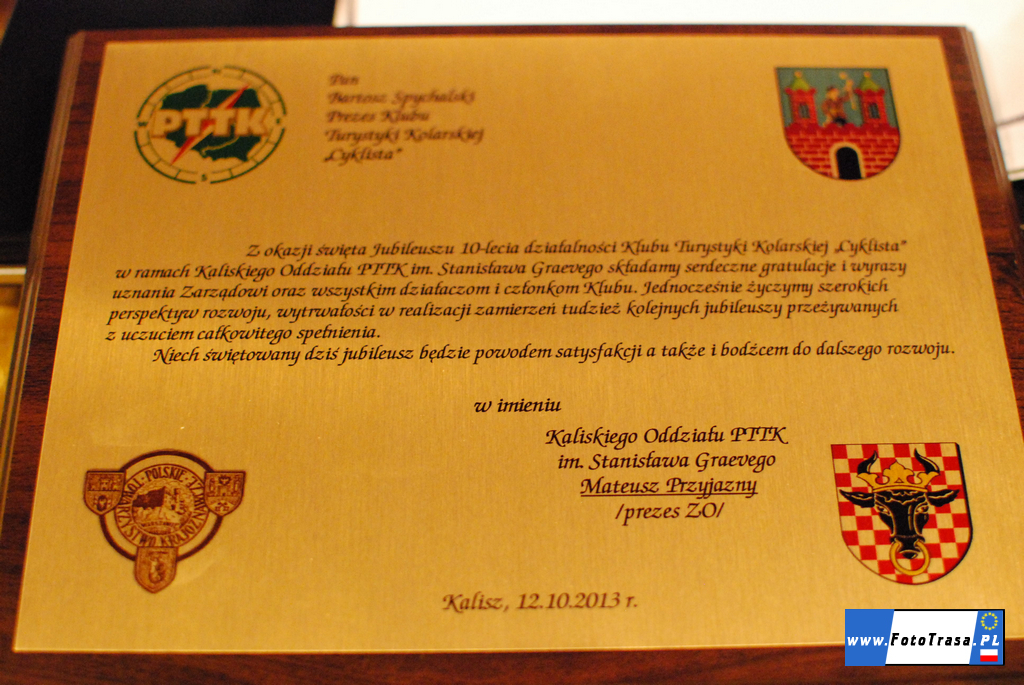 PTTK
Pan
Bartosz Spychalski
Prezes Klubu
Turystyki Kolarskiej
„Cyklista”
Z okazji święta Jubileuszu 10-lecia działalności Klubu Turystyki Kolarskiej „Cyklista”
w ramach Kaliskiego Oddziału PTTK im. Stanisława Graevego składamy serdeczne gratulacje i wyrazy
uznania Zarządowi oraz wszystkim działaczom i członkom Klubu. Jednocześnie życzymy szerokich
perspektyw rozwoju, wytrwałości w realizacji zamierzeń tudzież kolejnych jubileuszy przeżywanych
z uczuciem całkowitego spełnienia.
Niech świętowany dziś jubileusz będzie powodem satysfakcji a także i bodźcem do dalszego rozwoju.
w imieniu
Kaliskiego Oddziału PTTK
im. Stanisława Graevego
Mateusz Przyjazny
/prezes ZO/
POLSKIE TOWARZYSTWO KRAJOZNAWCZE
Kalisz, 12.10.2013 r.
www.FotoTrasa.PL